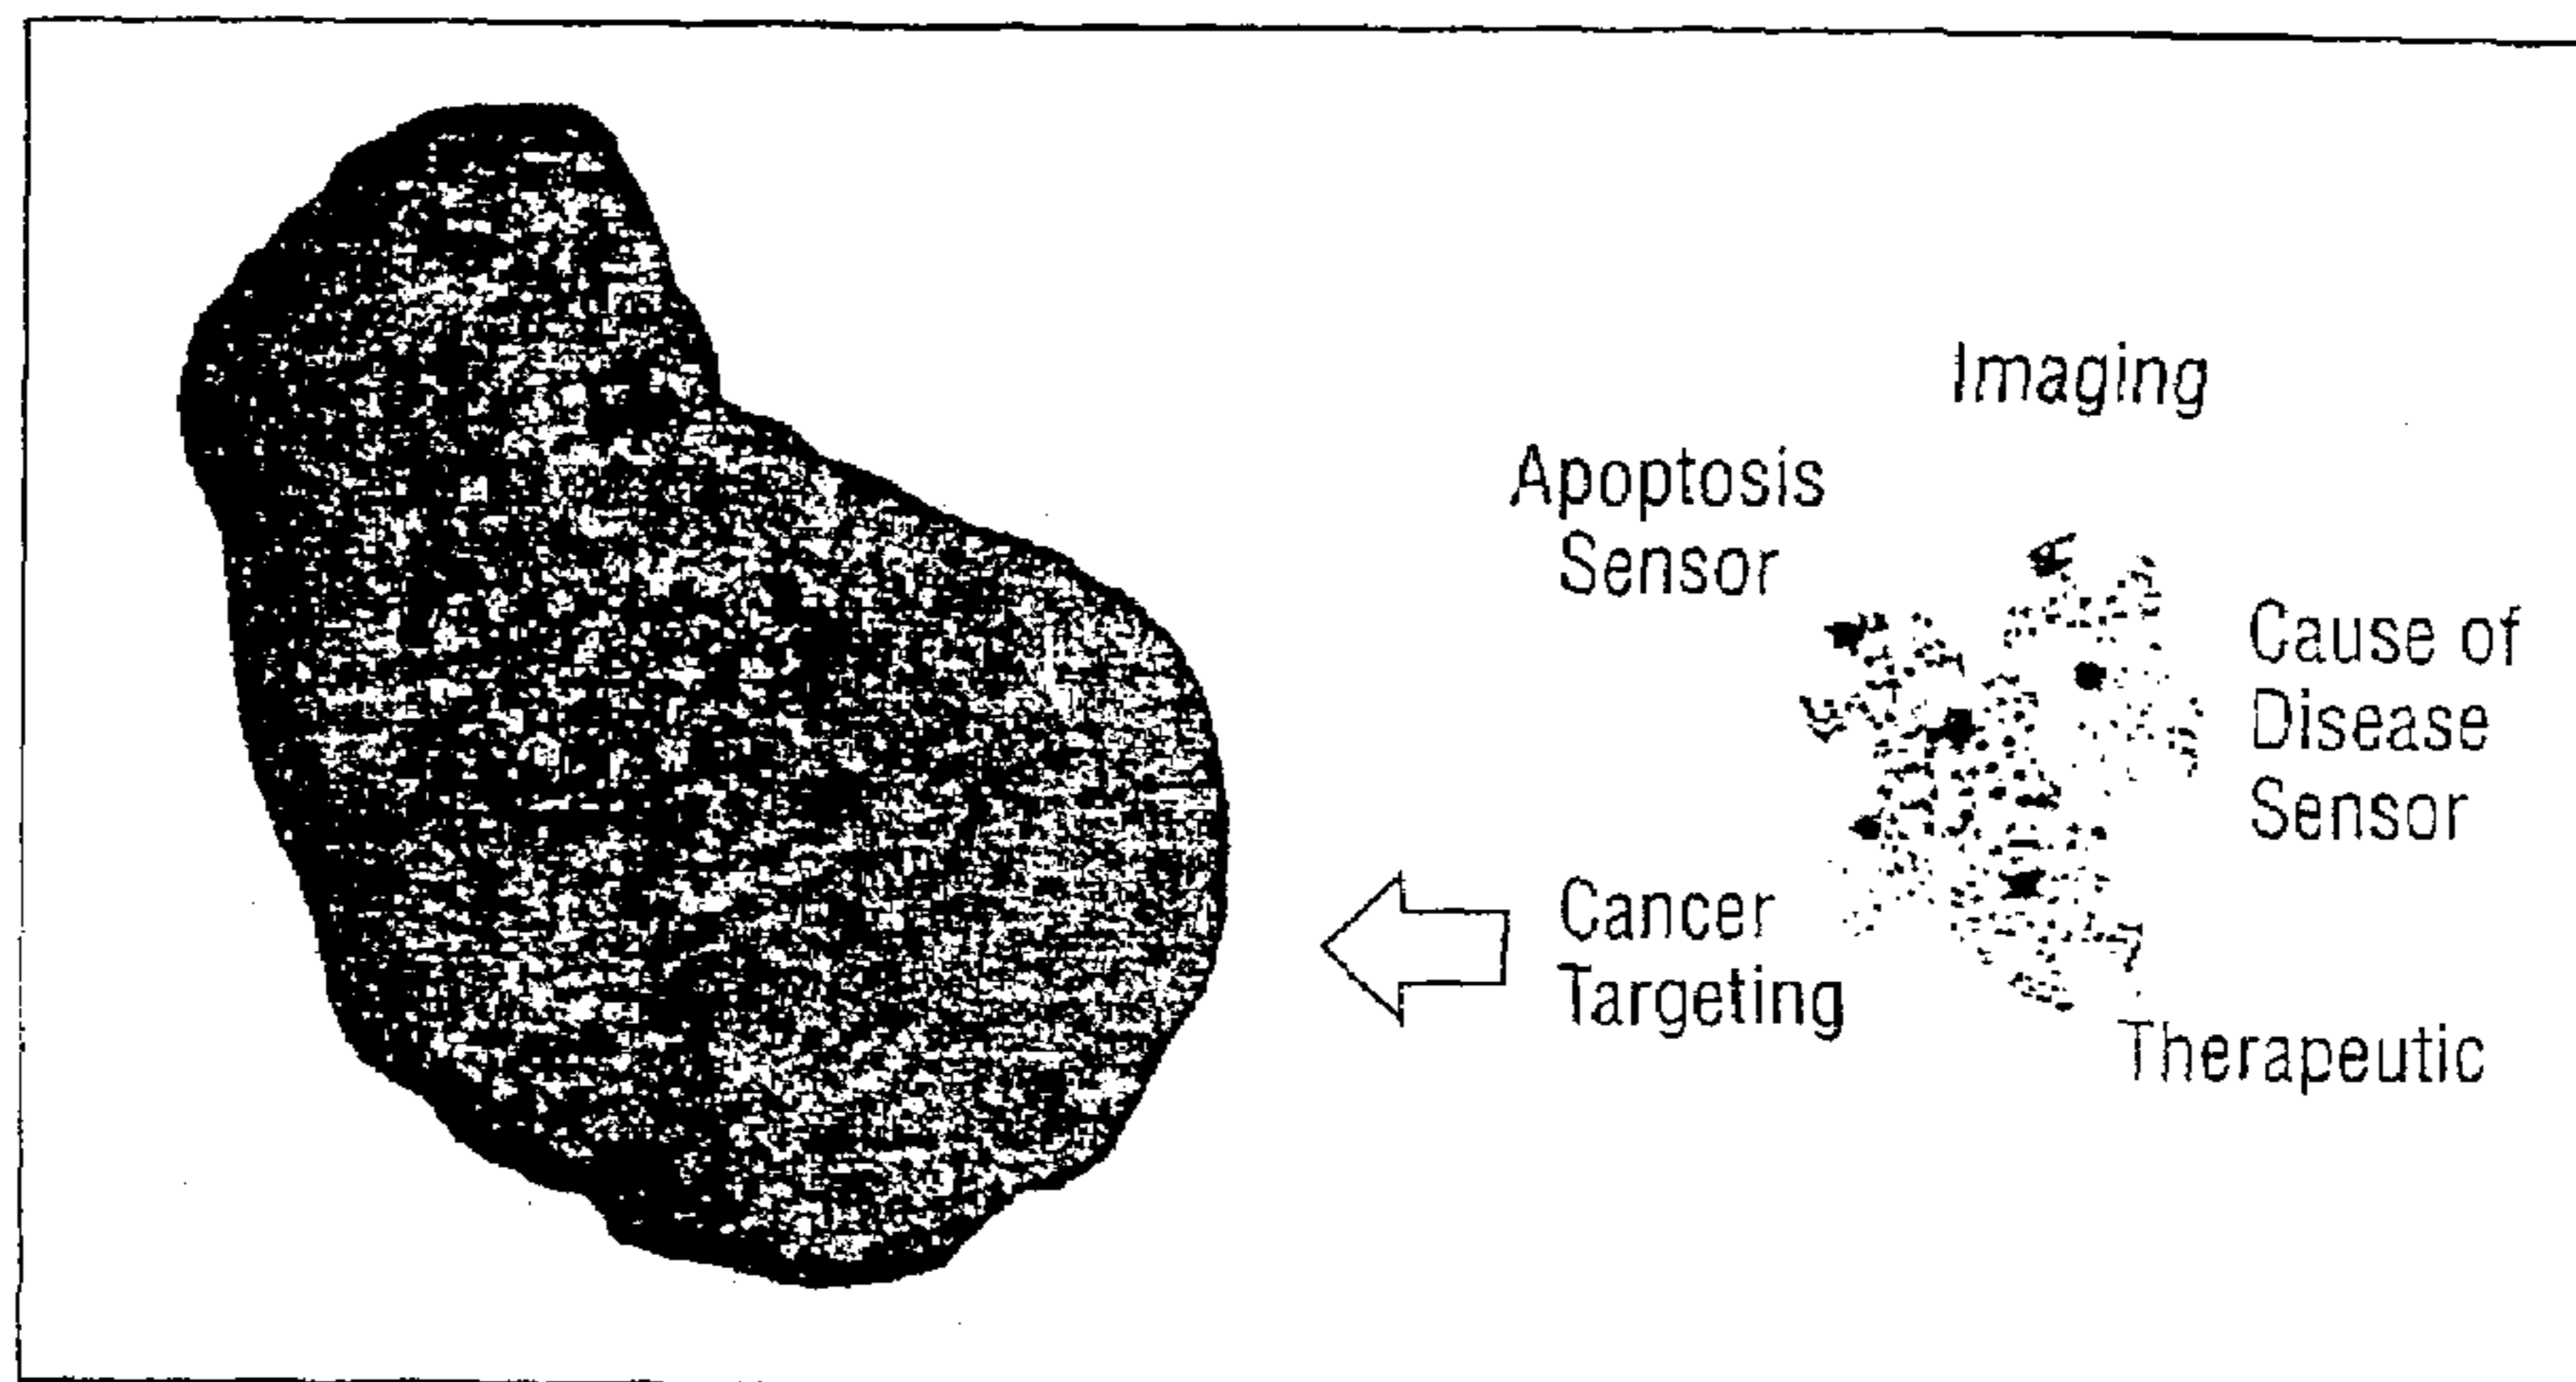 Imaging
Apoptosis
Sensor
Cause of
Disease
Sensor
Cancer
Targeting
Therapeutic